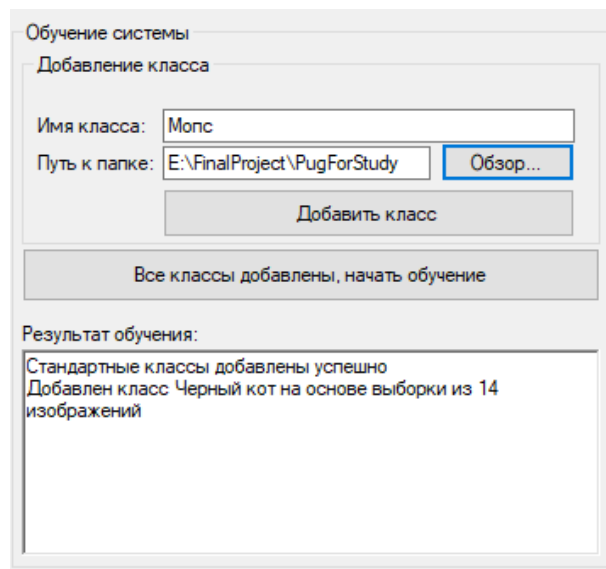 Обучение системы
Добавление класса
Имя класса: Мопс
Путь к папке: E:\FinalProject\PugForStudy Обзор...
Добавить класс
Все классы добавлены, начать обучение
Результат обучения:
Стандартные классы добавлены успешно
Добавлен класс Черный кот на основе выборки из 14
изображений